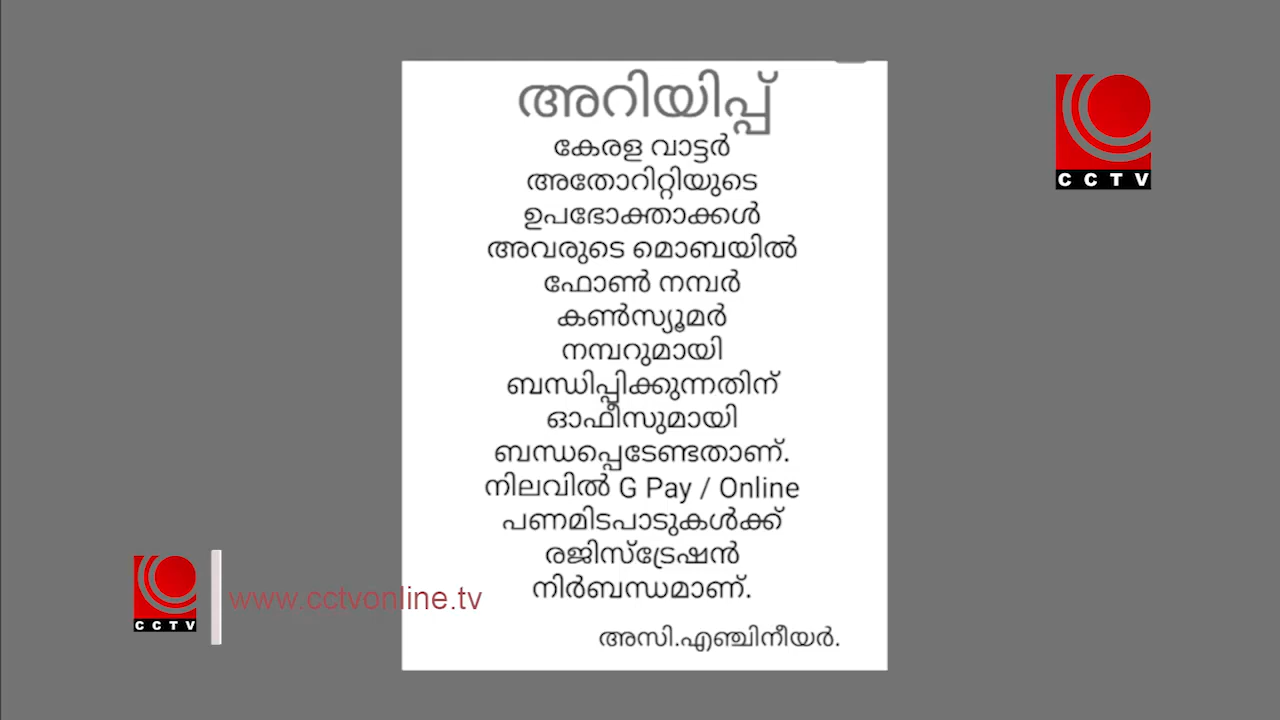 അറിയിപ്പ്
കേരള വാട്ടർ
അതോറിറ്റിയുടെ
ഉപഭോക്താക്കൾ
അവരുടെ മൊബയിൽ
ഫോൺ നമ്പർ
കൺസ്യൂമർ
നമ്പറുമായി
ബന്ധിപ്പിക്കുന്നതിന്
ഓഫീസുമായി
ബന്ധപ്പെടേണ്ടതാണ്.
നിലവിൽ G Pay / Online
പണമിടപാടുകൾക്ക്
രജിസ്ട്രേഷൻ
നിർബന്ധമാണ്.
അസി.എഞ്ചിനീയർ.
CCTV
CCTV
www.cctvonline.tv